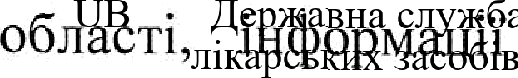 UB Державна служба
області, інформації
лікарських засобів